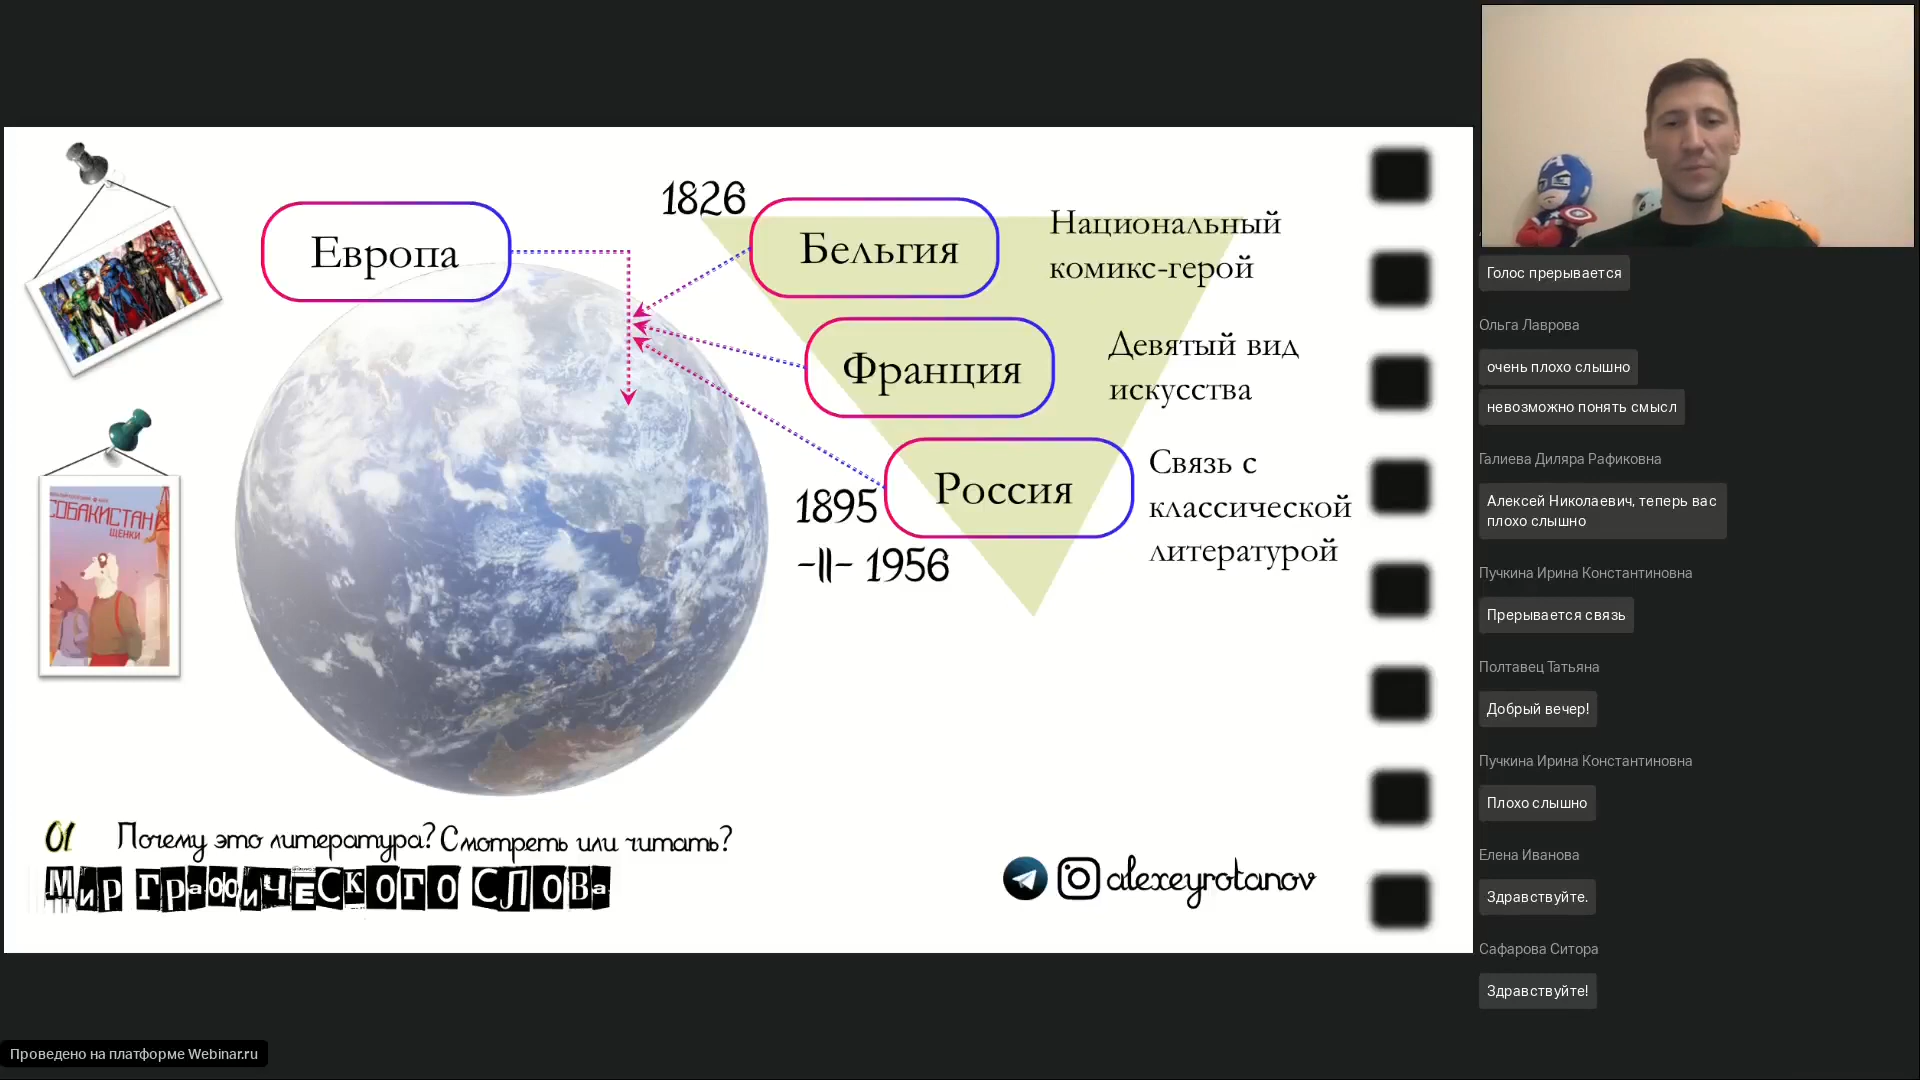 Европа
1826
Бельгия
Национальный
комикс-герой
Франция
Девятый вид
искусства
Россия
Связь с
классической
литературой
1895
-||- 1956
СОБАКИСТАН
ЩЕНКИ
01 Почему это литература? Смотреть или читать?
Мир графического слова
alexeyrotanov
Голос прерывается
Ольга Лаврова
очень плохо слышно
невозможно понять смысл
Галиева Диляра Рафиковна
Алексей Николаевич, теперь вас
плохо слышно
Пучкина Ирина Константиновна
Прерывается связь
Полтавец Татьяна
Добрый вечер!
Пучкина Ирина Константиновна
Плохо слышно
Елена Иванова
Здравствуйте.
Сафарова Ситора
Здравствуйте!
Проведено на платформе Webinar.ru